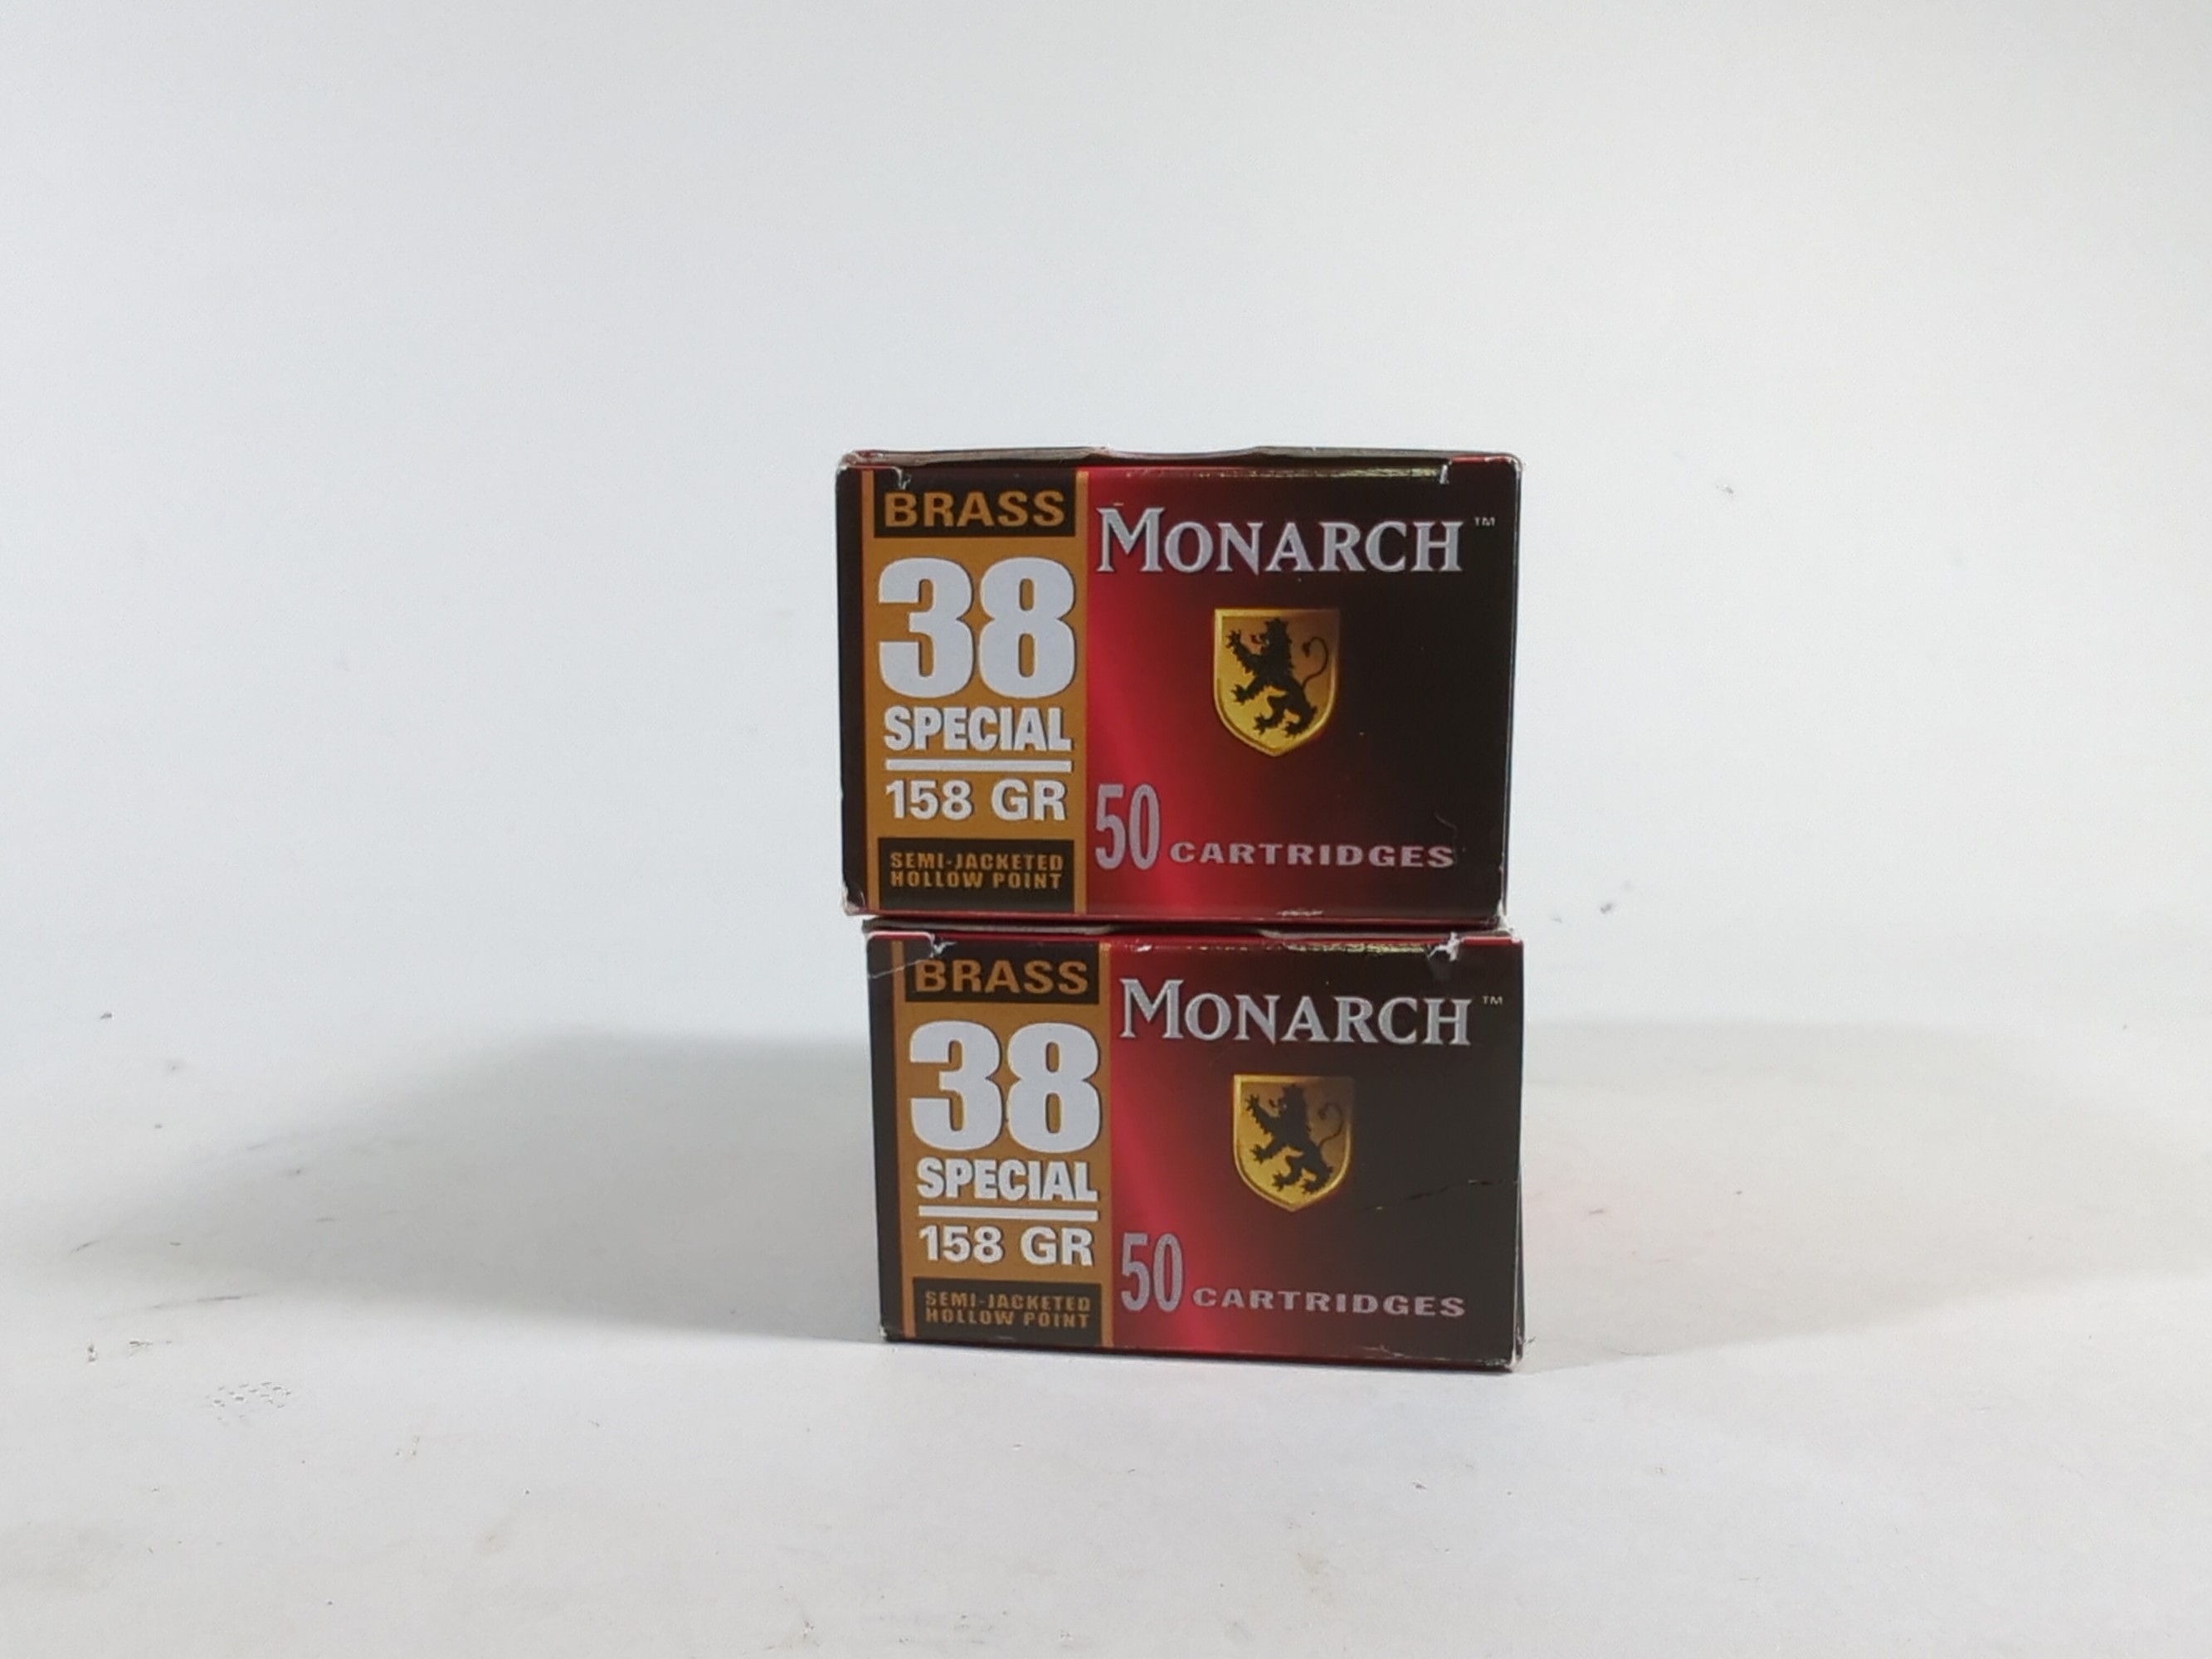 BRASS
38
SPECIAL
158 GR
SEMI-JACKETED
HOLLOW POINT
MONARCH™
50 CARTRIDGES
BRASS
38
SPECIAL
158 GR
SEMI-JACKETED
HOLLOW POINT
MONARCH™
50 CARTRIDGES